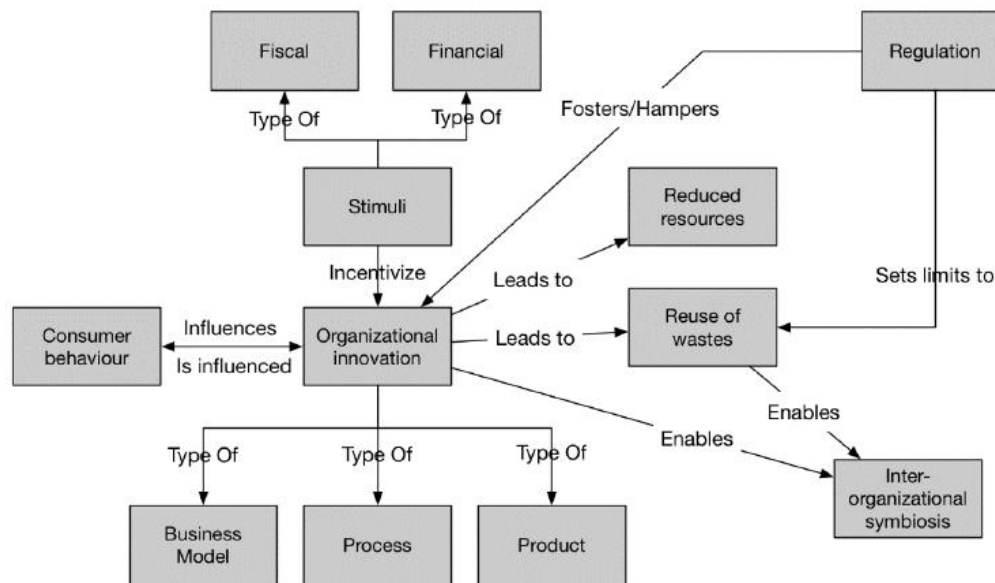 Fiscal
Financial
Regulation
Type Of
Type Of
Fosters/Hampers
Stimuli
Reduced
resources
Incentivize
Leads to
Sets limits to
Consumer
behaviour
Influences
Is influenced
Organizational
innovation
Leads to
Reuse of
wastes
Enables
Enables
Type Of
Type Of
Type Of
Inter-
organizational
symbiosis
Business
Model
Process
Product